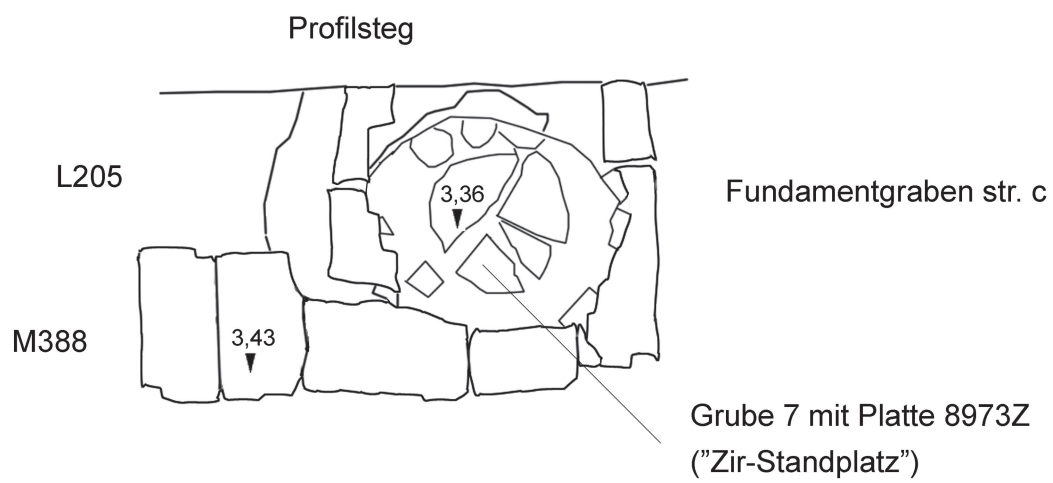 Profilsteg
L205
3,36
Fundamentgraben str. c
M388
3,43
Grube 7 mit Platte 8973Z
(”Zir-Standplatz”)